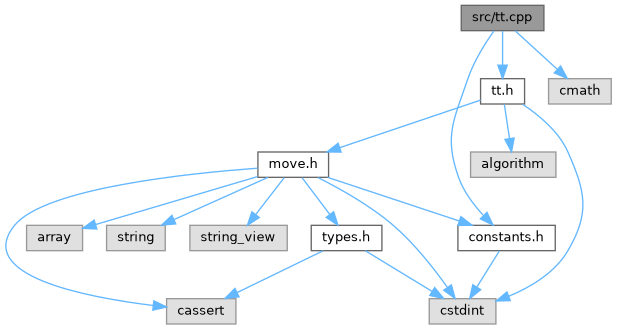 src/tt.cpp
tt.h
cmath
move.h
algorithm
array
string
string_view
types.h
constants.h
cassert
cstdint